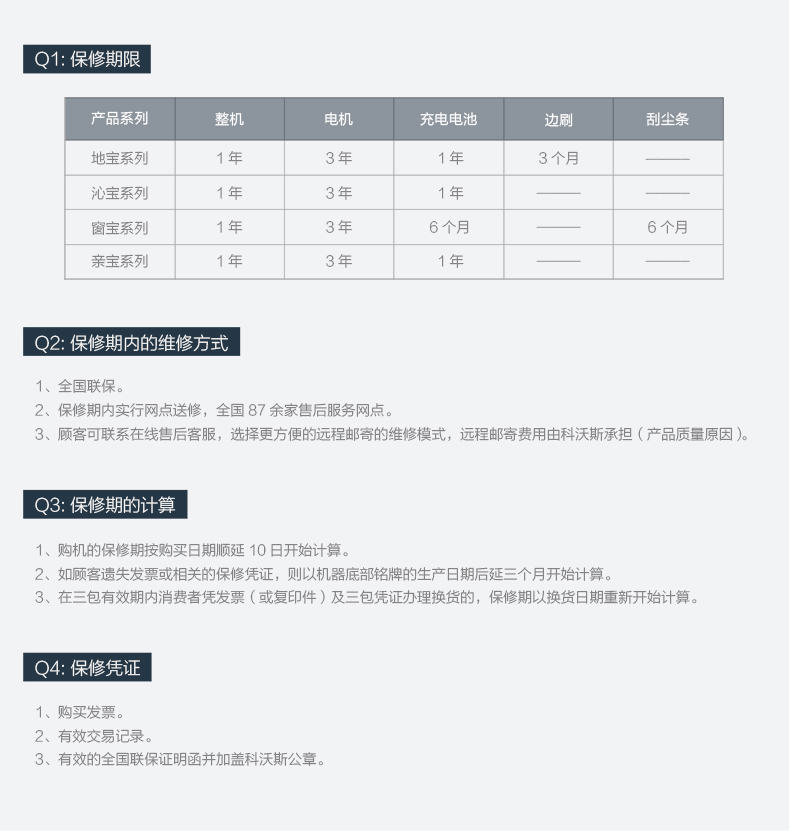 Q1: 保修期限
产品系列 整机 电机 充电电池 边刷 刮尘条
地宝系列 1年 3年 1年 3个月 ——
沁宝系列 1年 3年 1年 —— ——
窗宝系列 1年 3年 6个月 —— 6个月
亲宝系列 1年 3年 1年 —— ——
Q2: 保修期内的维修方式
1、全国联保。
2、保修期内实行网点送修，全国 87 余家售后服务网点。
3、顾客可联系在线售后客服，选择更方便的远程邮寄的维修模式，远程邮寄费用由科沃斯承担（产品质量原因）。
Q3: 保修期的计算
1、购机的保修期按购买日期顺延 10 日开始计算。
2、如顾客遗失发票或相关的保修凭证，则以机器底部铭牌的生产日期后延三个月开始计算。
3、在三包有效期内消费者凭发票（或复印件）及三包凭证办理换货的，保修期以换货日期重新开始计算。
Q4: 保修凭证
1、购买发票。
2、有效交易记录。
3、有效的全国联保证明函并加盖科沃斯公章。